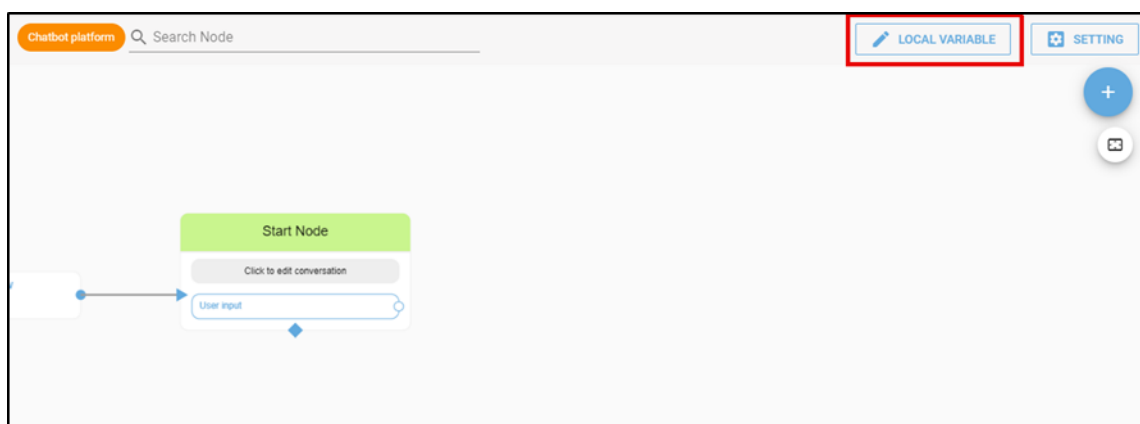 Chatbot platform
Search Node
LOCAL VARIABLE
SETTING
Start Node
Click to edit conversation
User input